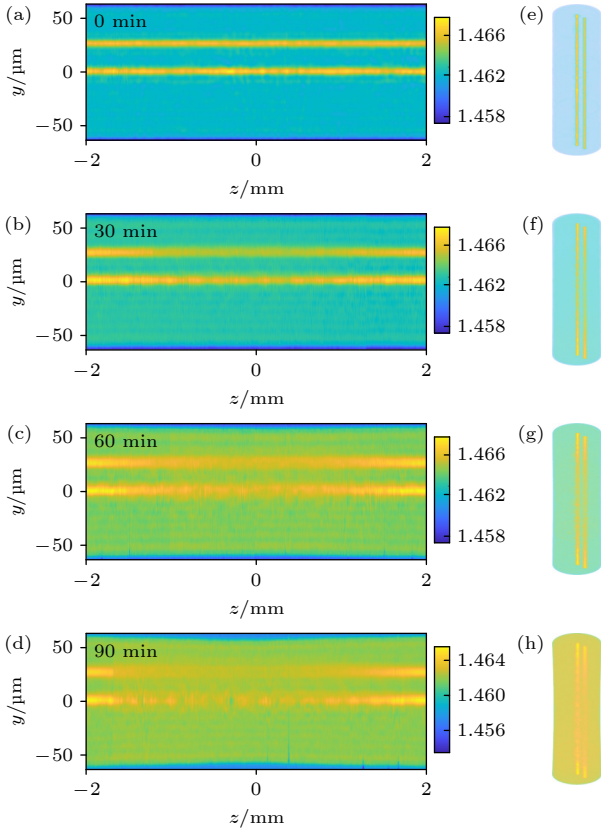 (a) 0 min 50 0 −50 y/μm −2 0 2 z/mm 1.466 1.462 1.458 (e)
(b) 30 min 50 0 −50 y/μm −2 0 2 z/mm 1.466 1.462 1.458 (f)
(c) 60 min 50 0 −50 y/μm −2 0 2 z/mm 1.466 1.462 1.458 (g)
(d) 90 min 50 0 −50 y/μm −2 0 2 z/mm 1.464 1.460 1.456 (h)